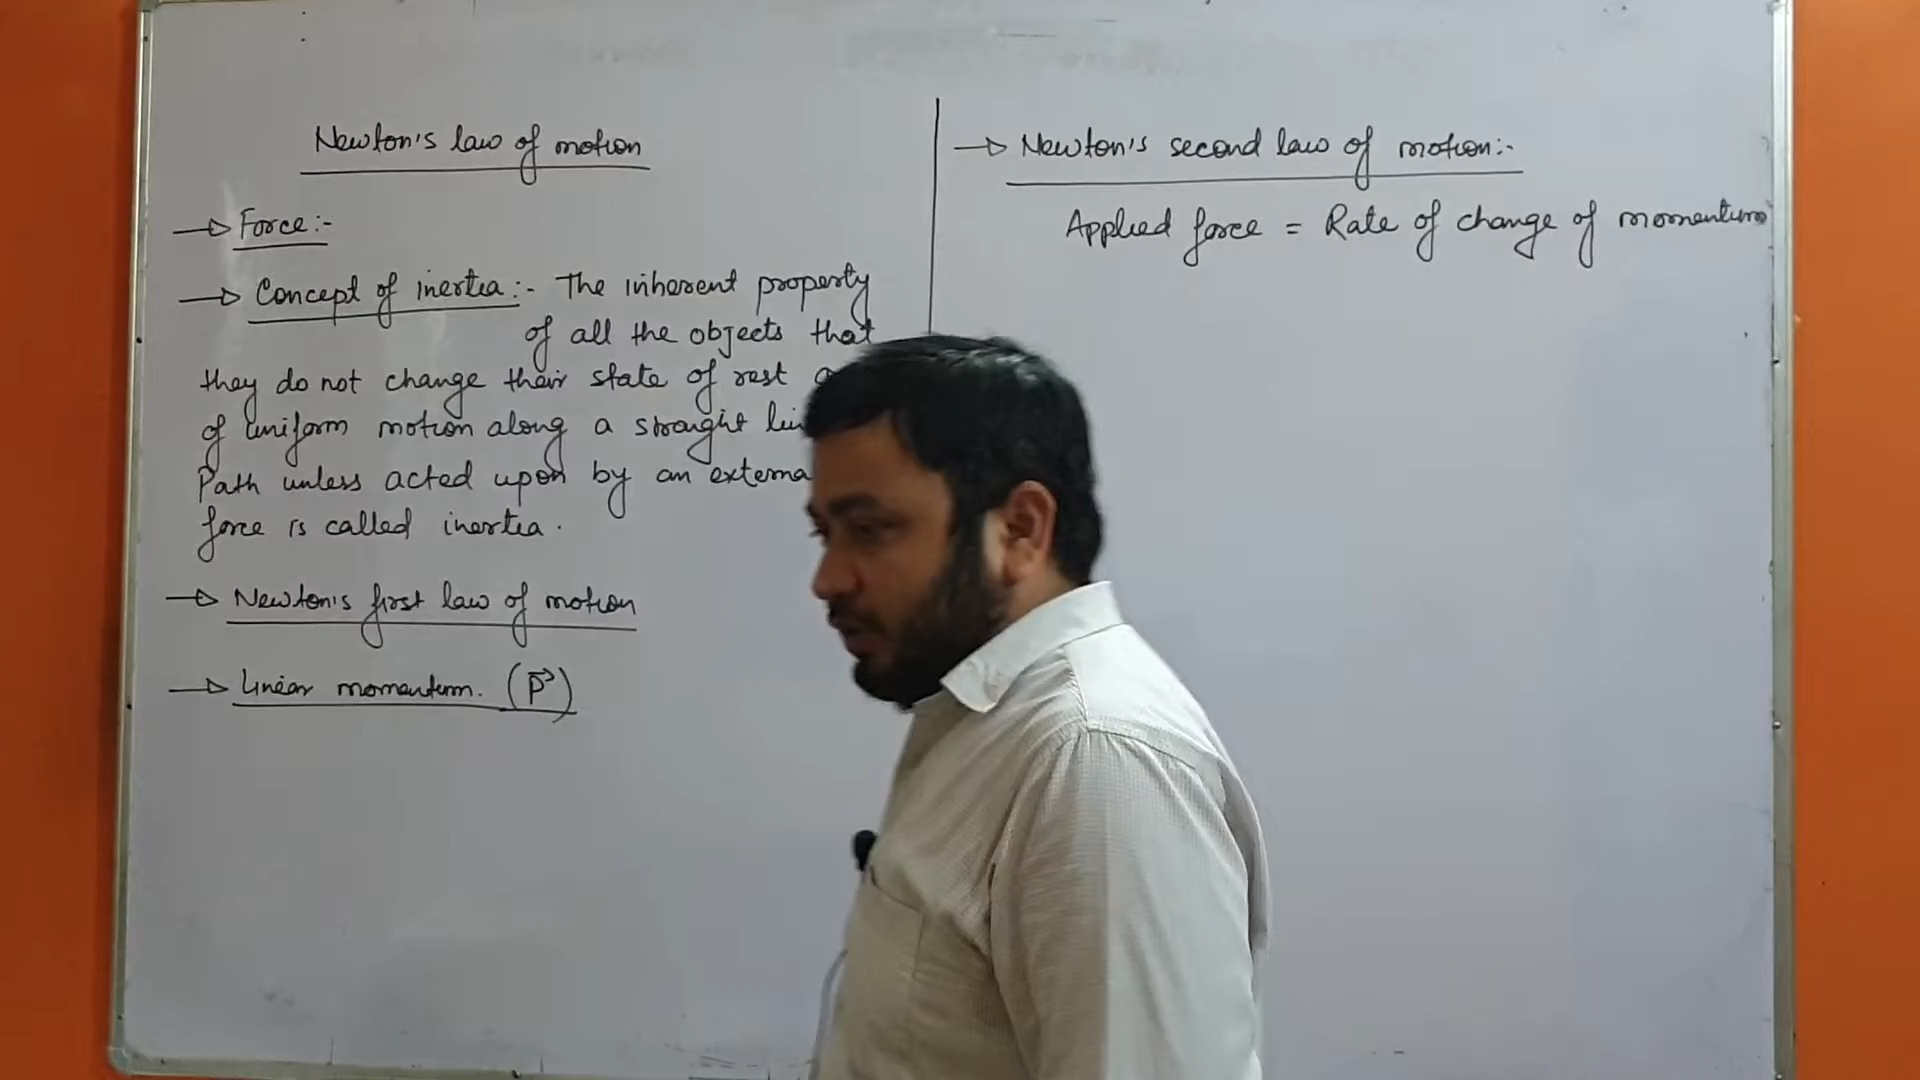 Newton's law of motion
→ Force:-
→ Concept of inertia:- The inherent property
of all the objects that
they do not change their state of rest
of uniform motion along a straight
Path unless acted upon by an
force is called inertia.
→ Newton's first law of motion
→ Linear momentum. (P⃗)
→ Newton's second law of motion:-
Applied force = Rate of change of momentum